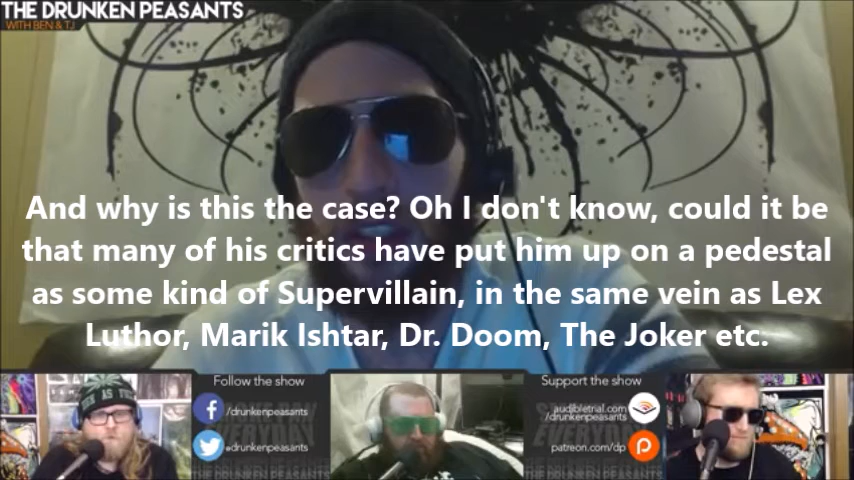 THE DRUNKEN PEASANTS
WITH BEN & TJ
And why is this the case? Oh I don't know, could it be
that many of his critics have put him up on a pedestal
as some kind of Supervillain, in the same vein as Lex
Luthor, Marik Ishtar, Dr. Doom, The Joker etc.
Follow the show
/drunkenpeasants
@drunkenpeasants
Support the show
audibletrial.com
/drunkenpeasants
patreon.com/dp